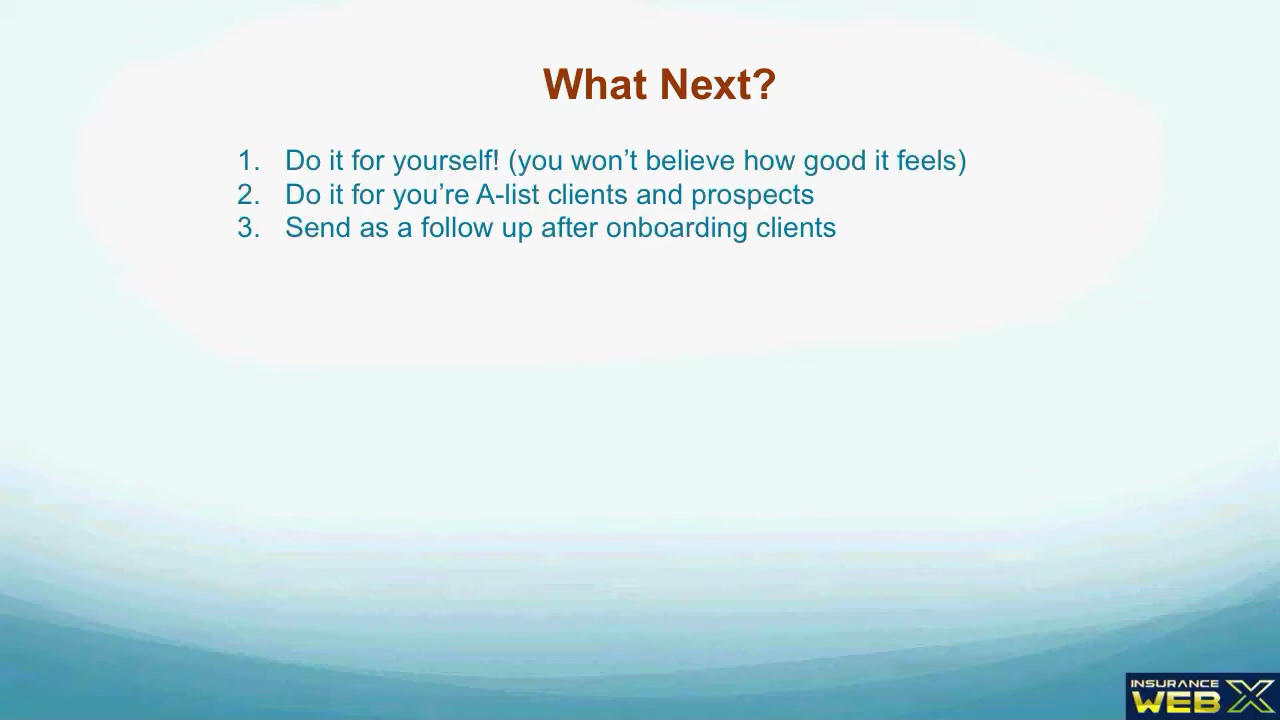 What Next?
1. Do it for yourself! (you won’t believe how good it feels)
2. Do it for you’re A-list clients and prospects
3. Send as a follow up after onboarding clients
INSURANCE
WEB X